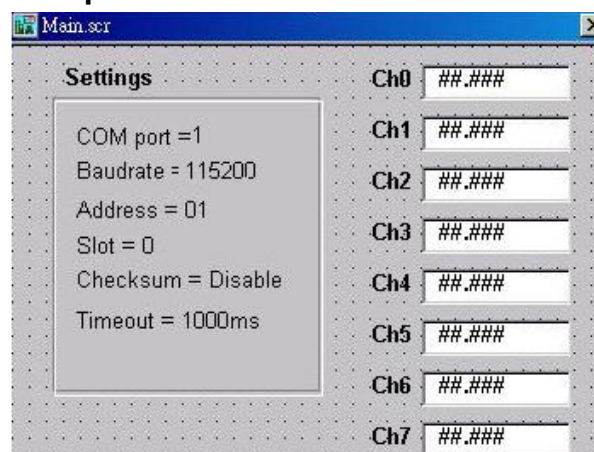 Main.scr
Settings
COM port =1
Baudrate = 115200
Address = 01
Slot = 0
Checksum = Disable
Timeout = 1000ms
Ch0 ##.###
Ch1 ##.###
Ch2 ##.###
Ch3 ##.###
Ch4 ##.###
Ch5 ##.###
Ch6 ##.###
Ch7 ##.###